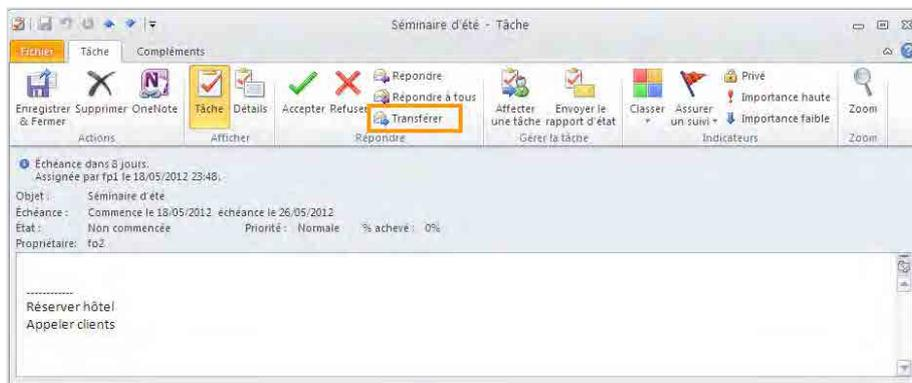 Séminaire d'été - Tâche
Fichier Tâche Compléments
Enregistrer & Fermer Supprimer OneNote
Actions
Tâche Détails
Afficher
Accepter Refuser Répondre
Répondre à tous
Transférer
Répondre
Affecter une tâche Envoyer le rapport d'état
Gérer la tâche
Classer Assurer un suivi Privé
Importance haute
Importance faible
Indicateurs
Zoom
Zoom
Échéance dans 8 jours.
Assignée par fp1 le 18/05/2012 23:48.
Objet : Séminaire d'été
Échéance : Commence le 18/05/2012 échéance le 26/05/2012
État : Non commencée Priorité : Normale % achevé : 0%
Propriétaire: fo2
------------
Réserver hôtel
Appeler clients